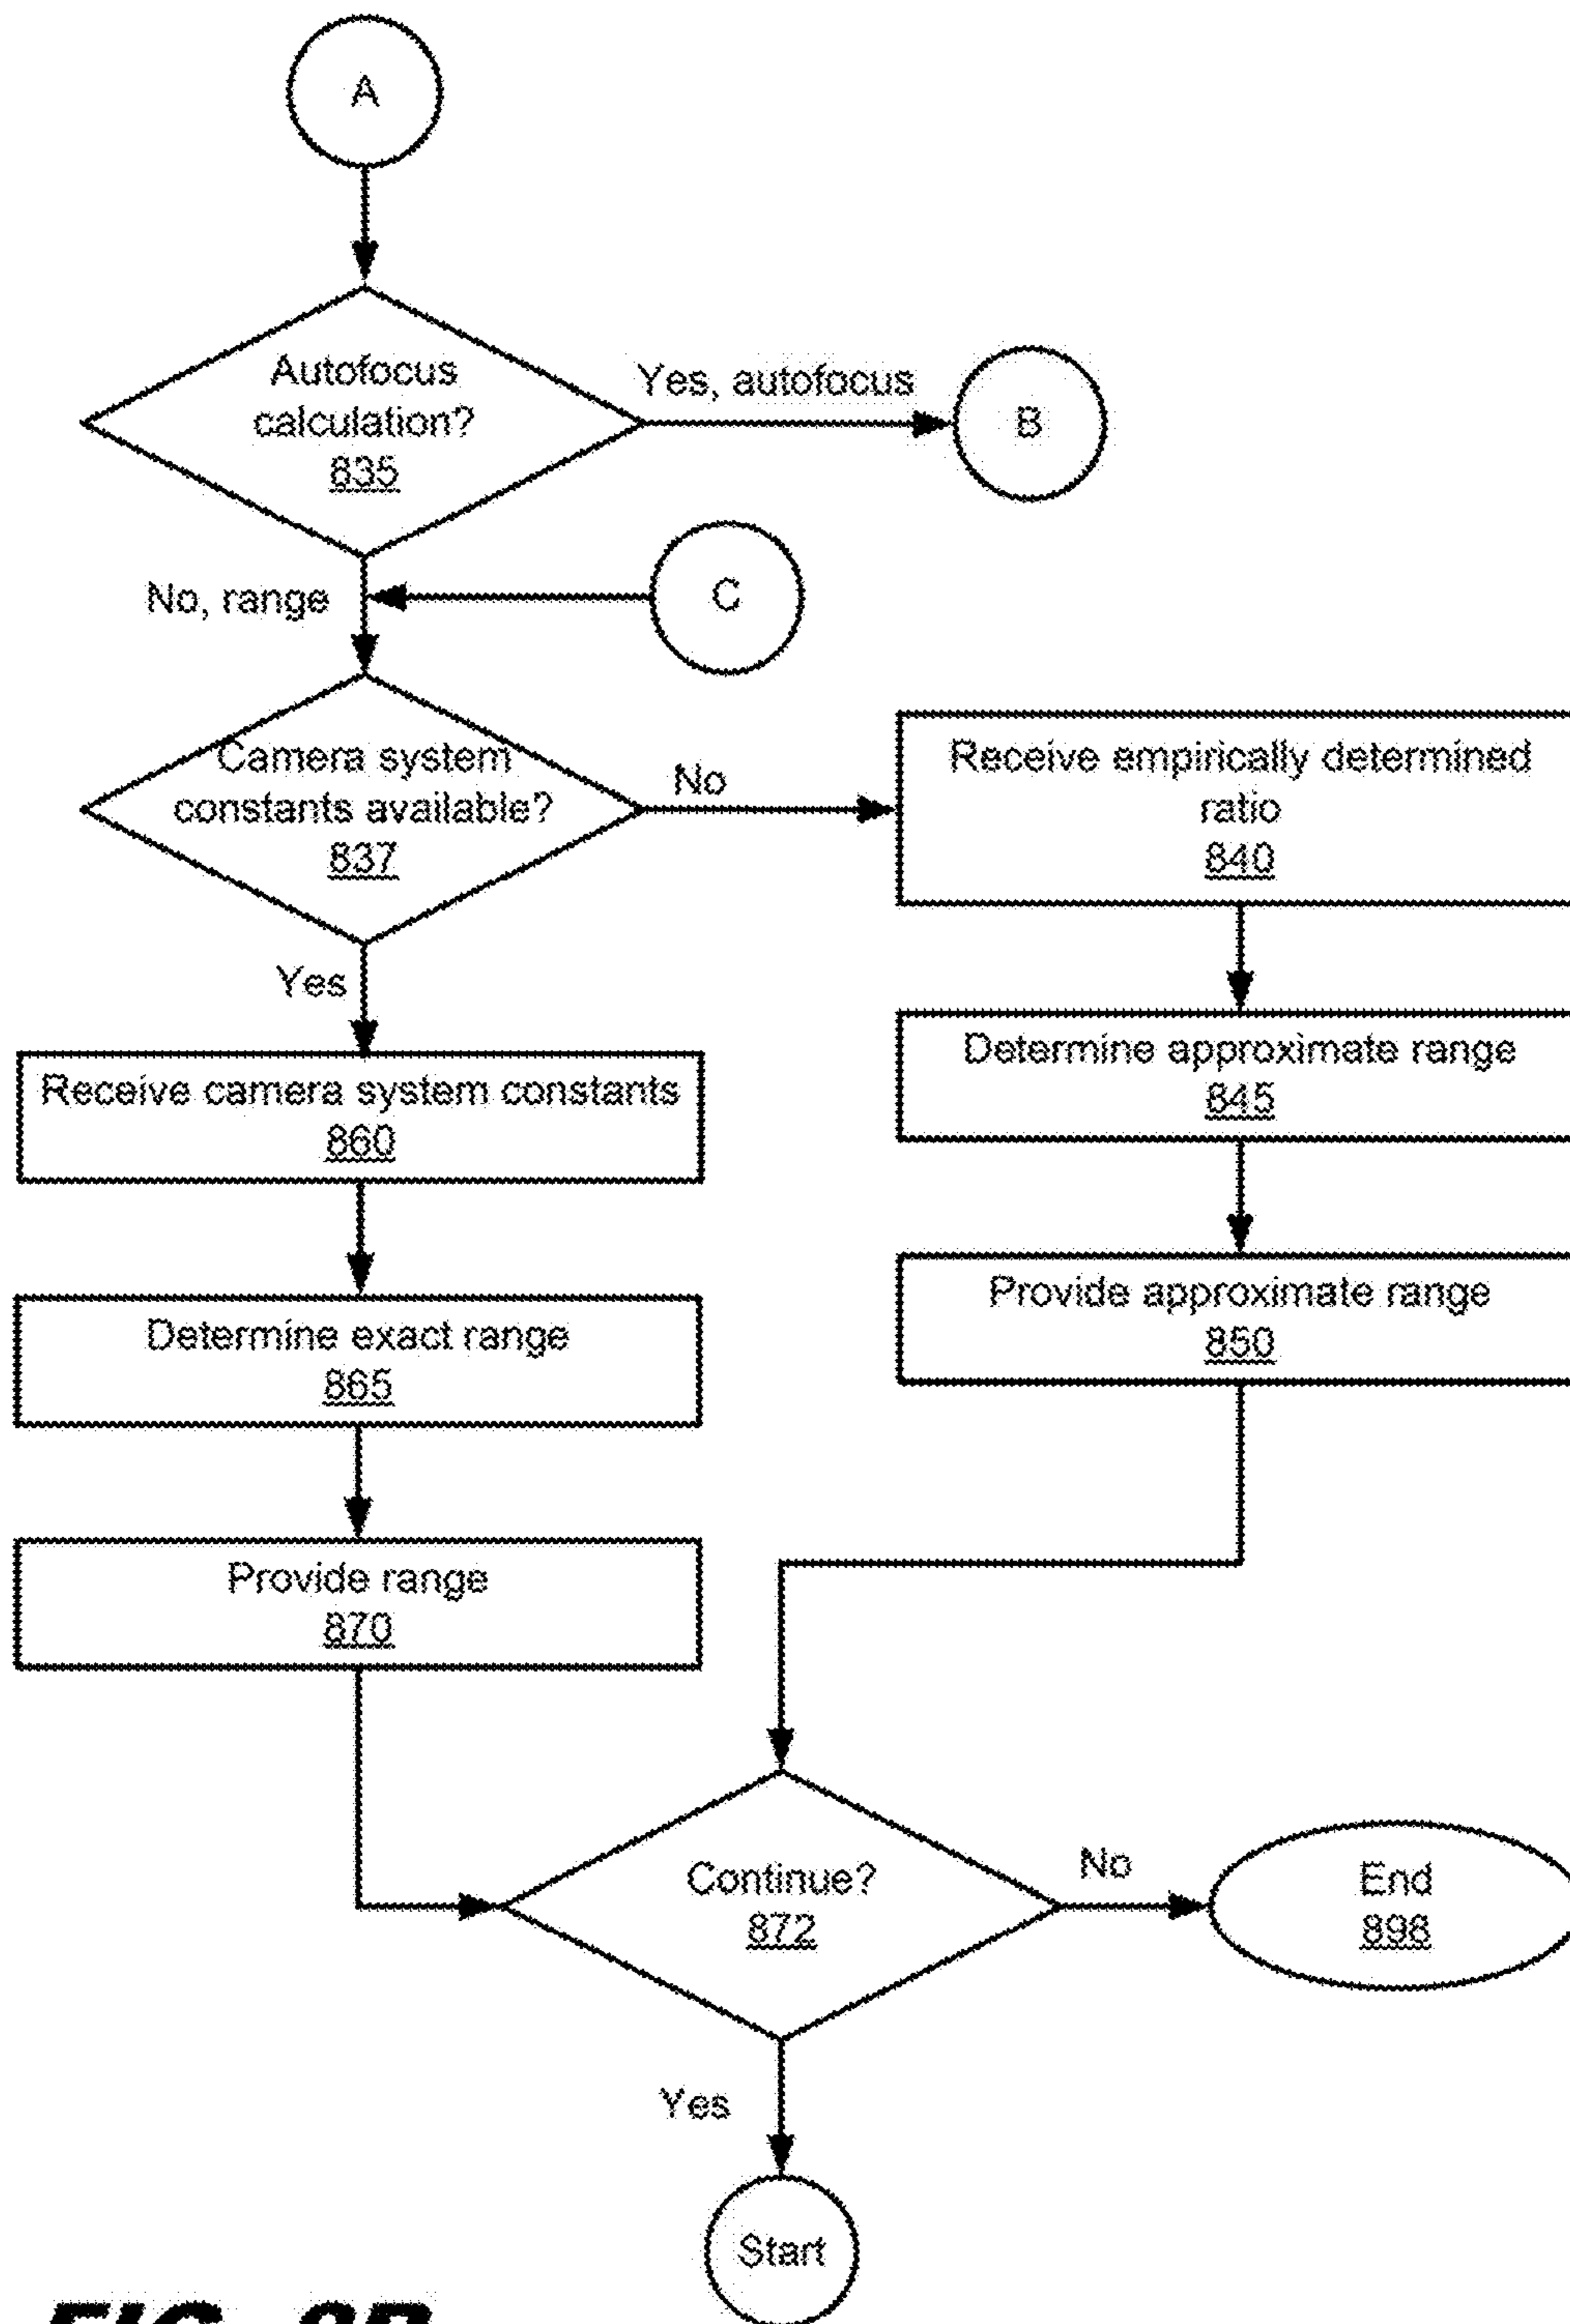 A
Autofocus
calculation?
835
Yes, autofocus
B
No, range
C
Camera system
constants available?
837
No
Receive empirically determined
ratio
840
Yes
Determine approximate range
845
Receive camera system constants
860
Provide approximate range
850
Determine exact range
865
Provide range
870
Continue?
872
No
End
898
Yes
Start